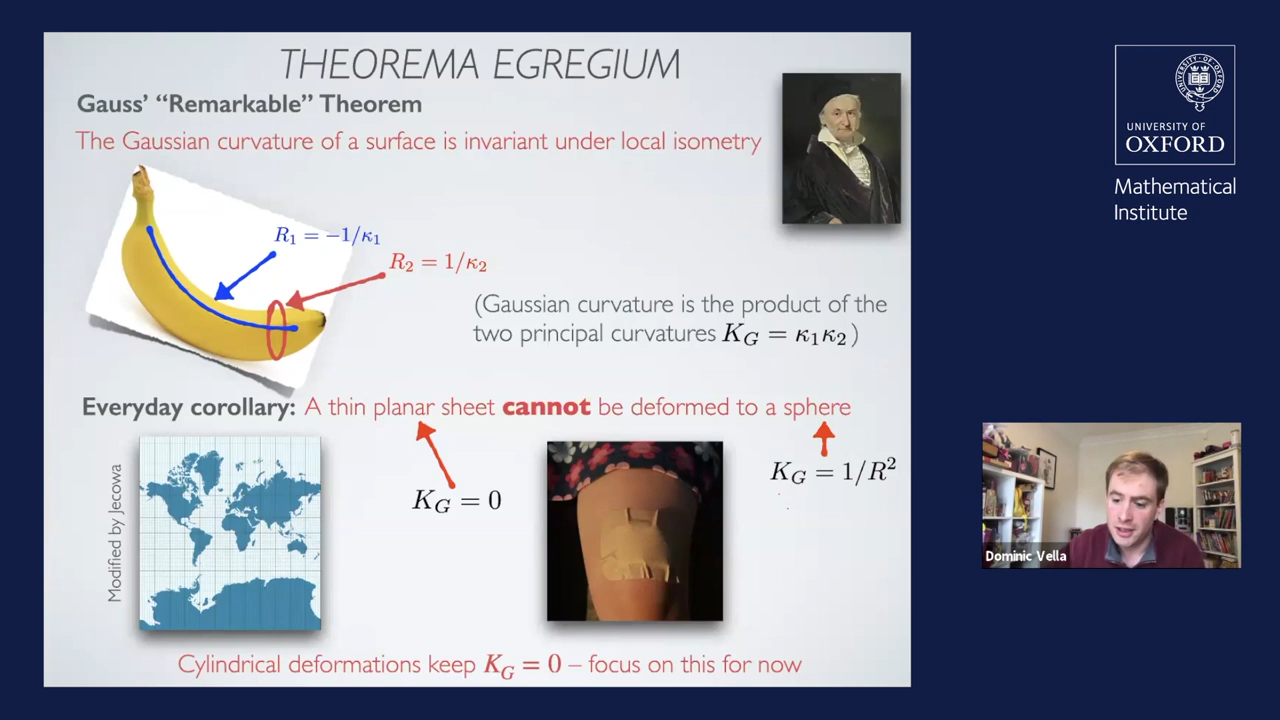 THEOREMA EGREGIUM
Gauss’ “Remarkable” Theorem
The Gaussian curvature of a surface is invariant under local isometry
R₁ = −1/κ₁
R₂ = 1/κ₂
(Gaussian curvature is the product of the
two principal curvatures K_G = κ₁κ₂)
Everyday corollary: A thin planar sheet cannot be deformed to a sphere
K_G = 0
K_G = 1/R²
Modified by Jecowa
Cylindrical deformations keep K_G = 0 – focus on this for now
UNIVERSITY OF
OXFORD
Mathematical
Institute
Dominic Vella